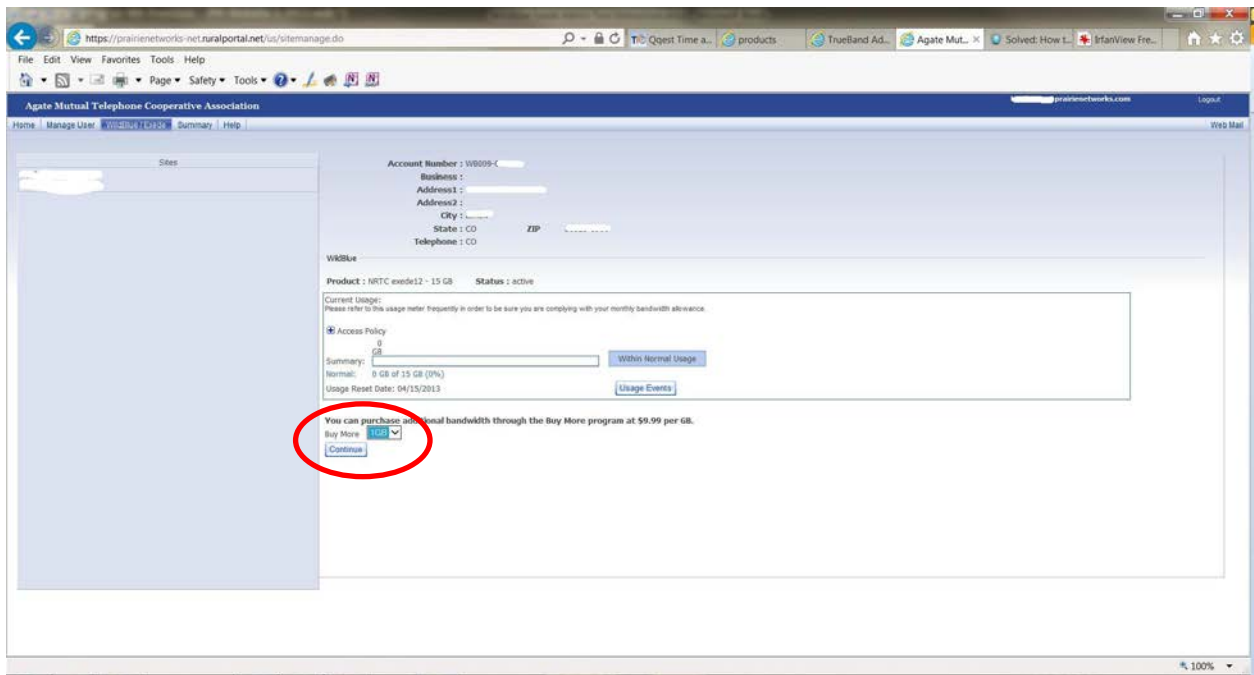 https://prairienetworks-net.ruralportal.net/us/sitemanage.do
Qqest Time a...
products
TrueBand Ad...
Agate Mut...
Solved: How t...
IrfanView Fre...
File Edit View Favorites Tools Help
Page Safety Tools
Agate Mutual Telephone Cooperative Association
prairienetworks.com
Logout
Home Manage User WildBlue / Exede Summary Help
Web Mail
Sites
Account Number : WB009-
Business :
Address1 :
Address2 :
City :
State : CO ZIP
Telephone : CO
WildBlue
Product : NRTC exede12 - 15 GB Status : active
Current Usage:
Please refer to this usage meter frequently in order to be sure you are complying with your monthly bandwidth allowance.
Access Policy
0
GB
Summary:
Within Normal Usage
Normal: 0 GB of 15 GB (0%)
Usage Reset Date: 04/15/2013
Usage Events
You can purchase additional bandwidth through the Buy More program at $9.99 per GB.
Buy More 1GB
Continue
100%